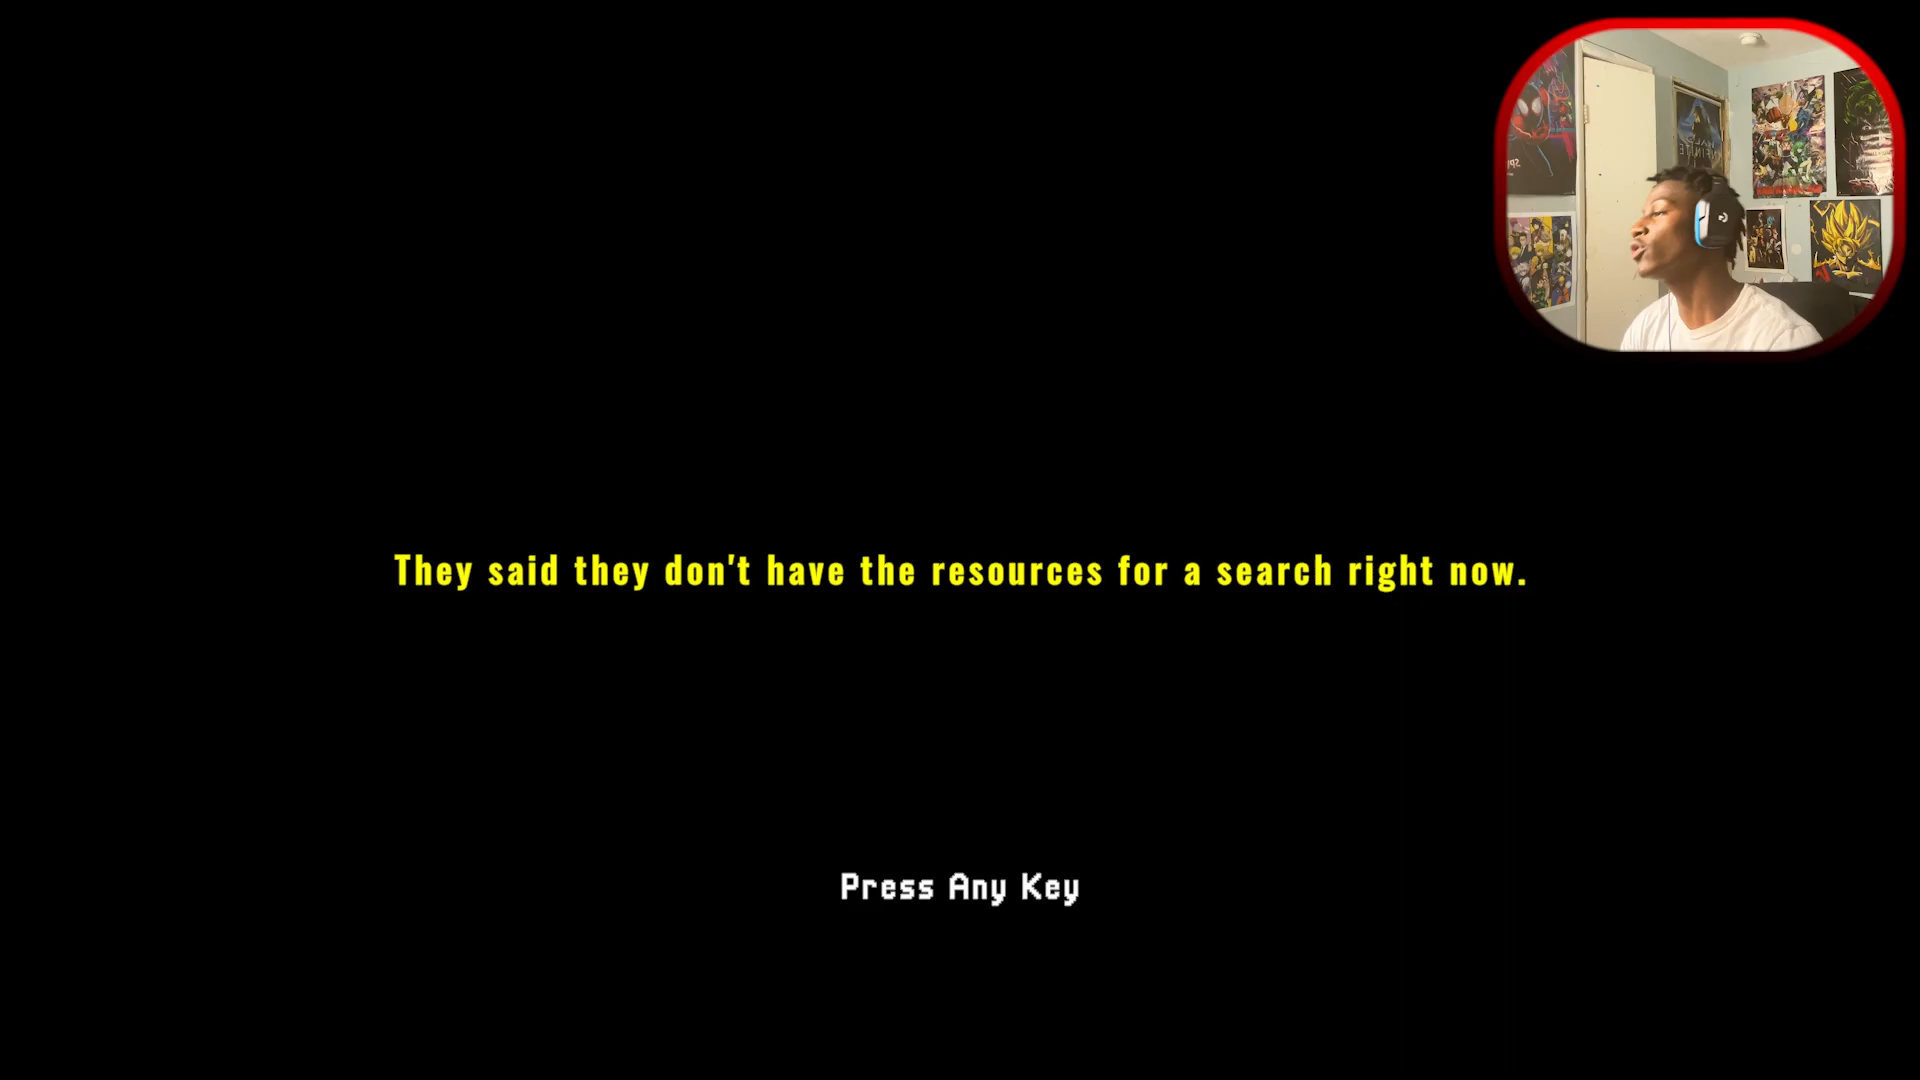 They said they don't have the resources for a search right now.
Press Any Key